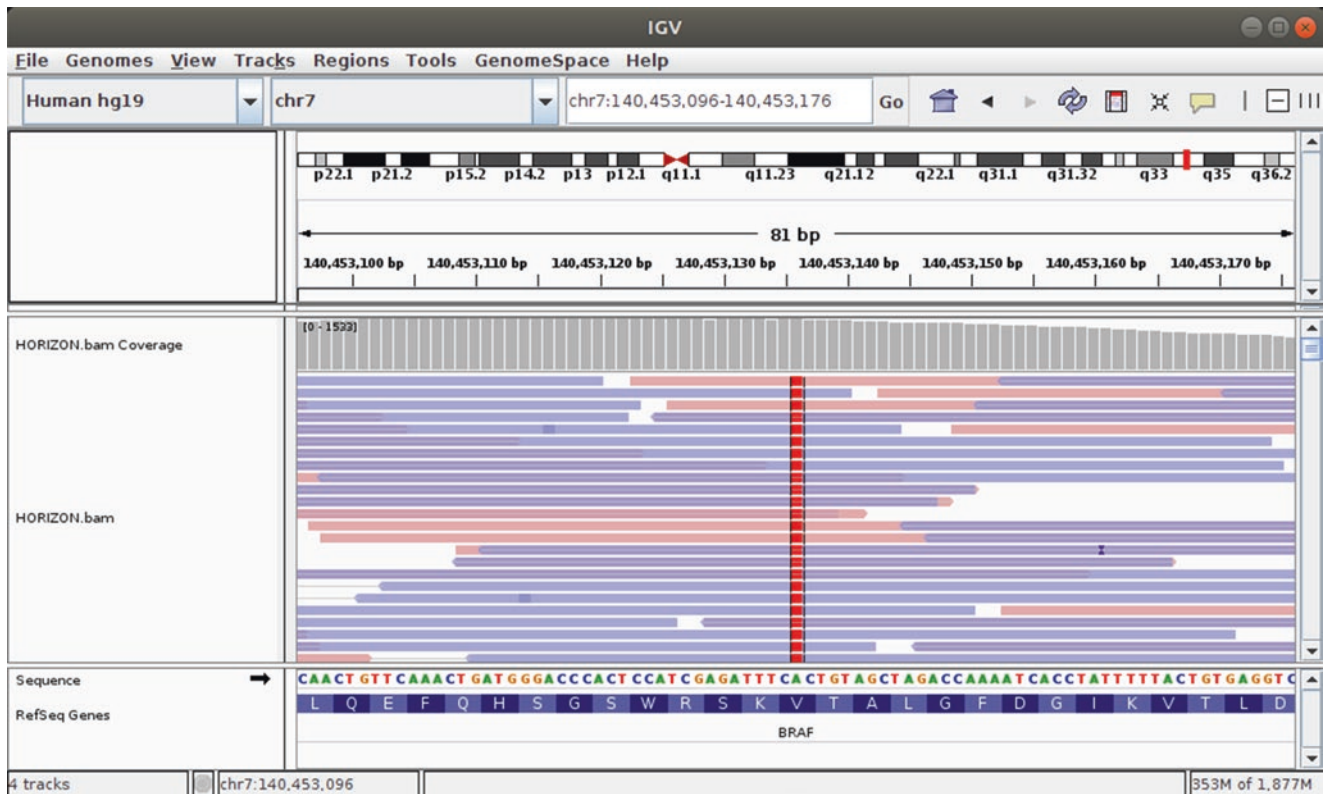 IGV
File Genomes View Tracks Regions Tools GenomeSpace Help
Human hg19 chr7 chr7:140,453,096-140,453,176 Go
p22.1 p21.2 p15.2 p14.2 p13 p12.1 q11.1 q11.23 q21.12 q22.1 q31.1 q31.32 q33 q35 q36.2
81 bp
140,453,100 bp 140,453,110 bp 140,453,120 bp 140,453,130 bp 140,453,140 bp 140,453,150 bp 140,453,160 bp 140,453,170 bp
[0 - 1533]
HORIZON.bam Coverage
HORIZON.bam
Sequence
CAACTGTTCAAACTGATGGGACCCACTCCATCGAGATTTCACTGTAGCTAGACCAAAATCACCTATTTTTACTGTGAGGTC
RefSeq Genes
L Q E F Q H S G S W R S K V T A L G F D G I K V T L D
BRAF
4 tracks chr7:140,453,096 353M of 1,877M